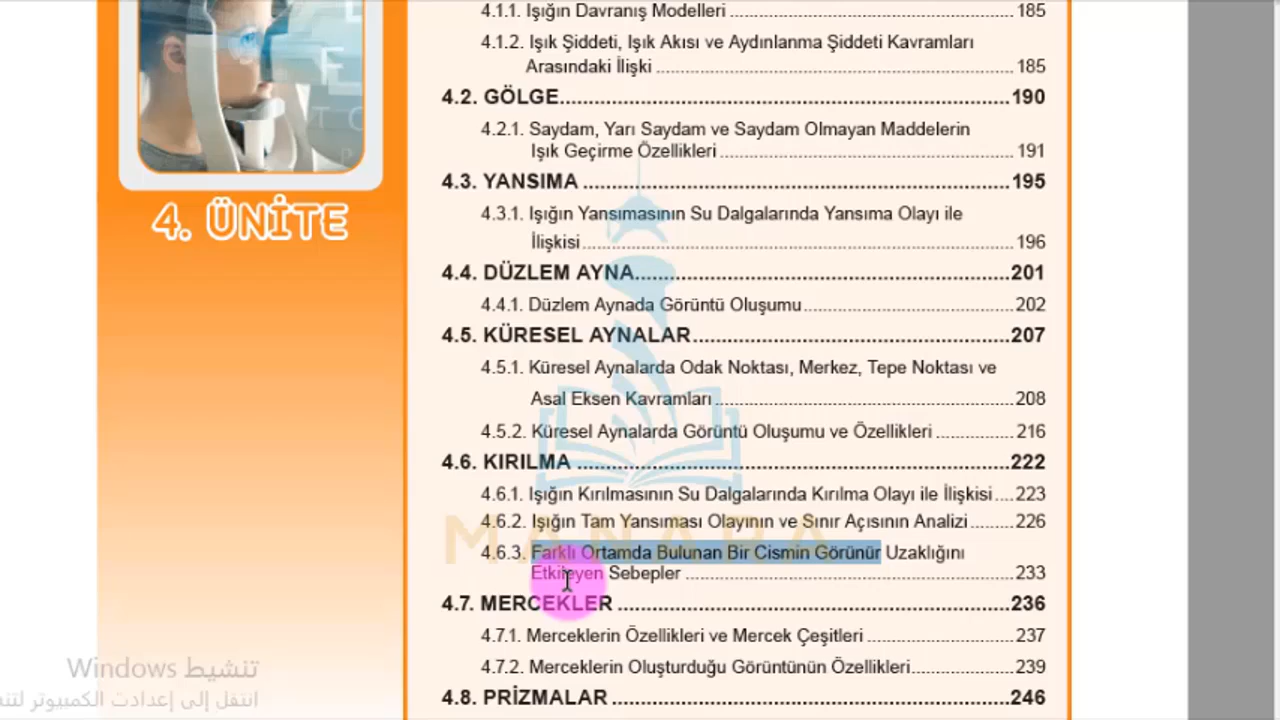 4.1.1. Işığın Davranış Modelleri ... 185
4.1.2. Işık Şiddeti, Işık Akısı ve Aydınlanma Şiddeti Kavramları
Arasındaki İlişki ... 185
4.2. GÖLGE ... 190
4.2.1. Saydam, Yarı Saydam ve Saydam Olmayan Maddelerin
Işık Geçirme Özellikleri ... 191
4.3. YANSIMA ... 195
4. ÜNİTE
4.3.1. Işığın Yansımasının Su Dalgalarında Yansıma Olayı ile
İlişkisi ... 196
4.4. DÜZLEM AYNA ... 201
4.4.1. Düzlem Aynada Görüntü Oluşumu ... 202
4.5. KÜRESEL AYNALAR ... 207
4.5.1. Küresel Aynalarda Odak Noktası, Merkez, Tepe Noktası ve
Asal Eksen Kavramları ... 208
4.5.2. Küresel Aynalarda Görüntü Oluşumu ve Özellikleri ... 216
4.6. KIRILMA ... 222
4.6.1. Işığın Kırılmasının Su Dalgalarında Kırılma Olayı ile İlişkisi ... 223
4.6.2. Işığın Tam Yansıması Olayının ve Sınır Açısının Analizi ... 226
MANARA
4.6.3. Farklı Ortamda Bulunan Bir Cismin Görünür Uzaklığını
Etkileyen Sebepler ... 233
4.7. MERCEKLER ... 236
4.7.1. Merceklerin Özellikleri ve Mercek Çeşitleri ... 237
4.7.2. Merceklerin Oluşturduğu Görüntünün Özellikleri ... 239
4.8. PRİZMALAR ... 246
تنشيط Windows
انتقل إلى إعدادات الكمبيوتر